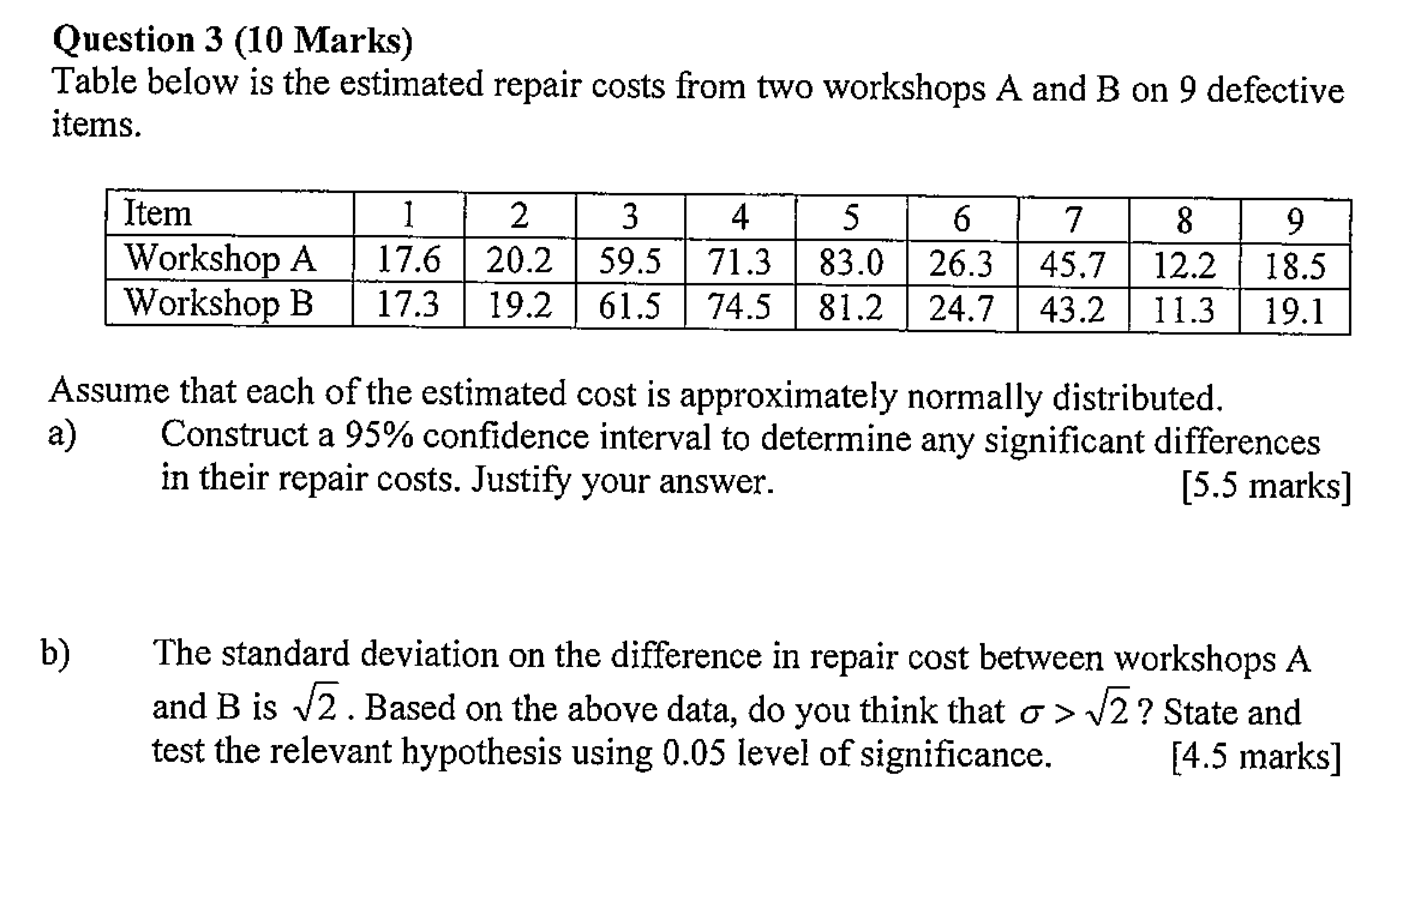 Question 3 (10 Marks)
Table below is the estimated repair costs from two workshops A and B on 9 defective
items.
Item 1 2 3 4 5 6 7 8 9
Workshop A 17.6 20.2 59.5 71.3 83.0 26.3 45.7 12.2 18.5
Workshop B 17.3 19.2 61.5 74.5 81.2 24.7 43.2 11.3 19.1
Assume that each of the estimated cost is approximately normally distributed.
a) Construct a 95% confidence interval to determine any significant differences
in their repair costs. Justify your answer. [5.5 marks]
b) The standard deviation on the difference in repair cost between workshops A
and B is √2. Based on the above data, do you think that σ > √2? State and
test the relevant hypothesis using 0.05 level of significance. [4.5 marks]